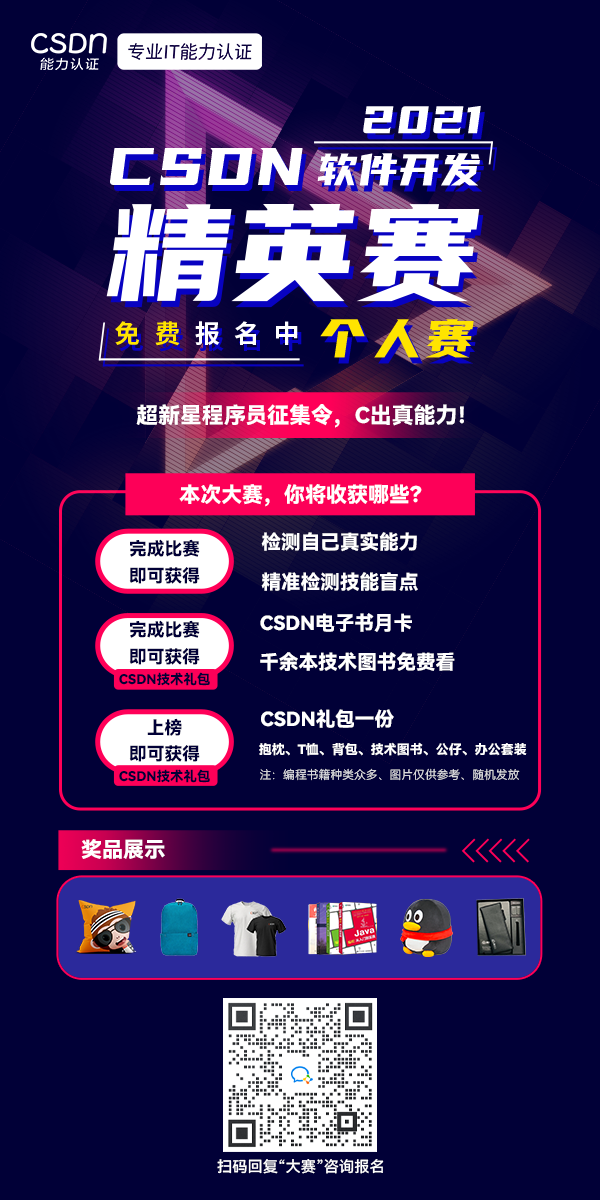 CSDN
能力认证
专业IT能力认证
2021
CSDN 软件开发
精英赛
免费报名中 个人赛
超新星程序员征集令，C出真能力!
本次大赛，你将收获哪些？
完成比赛
即可获得
检测自己真实能力
精准检测技能盲点
完成比赛
即可获得
CSDN技术礼包
CSDN电子书月卡
千余本技术图书免费看
上榜
即可获得
CSDN技术礼包
CSDN礼包一份
抱枕、T恤、背包、技术图书、公仔、办公套装
注：编程书籍种类众多、图片仅供参考、随机发放
奖品展示
Java
扫码回复“大赛”咨询报名